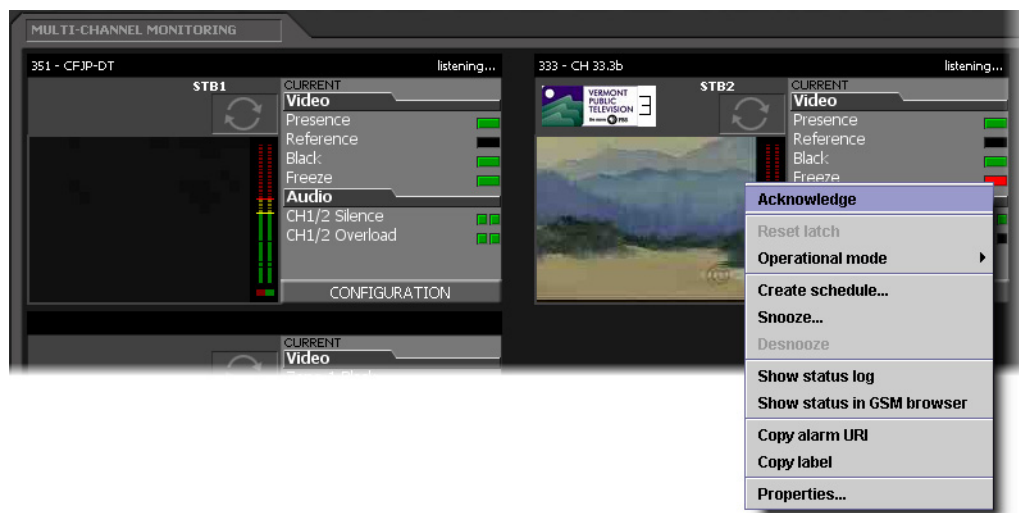 MULTI-CHANNEL MONITORING
351 - CFJP-DT
listening...
STB1
CURRENT
Video
Presence
Reference
Black
Freeze
Audio
CH1/2 Silence
CH1/2 Overload
CONFIGURATION
333 - CH 33.3b
listening...
VERMONT
PUBLIC
TELEVISION
PBS
3
STB2
CURRENT
Video
Presence
Reference
Black
Freeze
Acknowledge
Reset latch
Operational mode
Create schedule...
Snooze...
Desnooze
Show status log
Show status in GSM browser
Copy alarm URI
Copy label
Properties...
CURRENT
Video